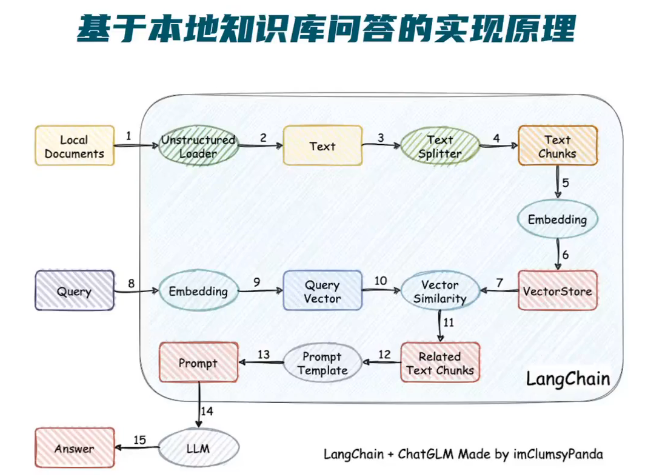 基于本地知识库问答的实现原理
Local
Documents
1
Unstructured
Loader
2
Text
3
Text
Splitter
4
Text
Chunks
5
Embedding
6
Query
8
Embedding
9
Query
Vector
10
Vector
Similarity
7
VectorStore
11
Prompt
13
Prompt
Template
12
Related
Text Chunks
LangChain
14
Answer
15
LLM
LangChain + ChatGLM Made by imClumsyPanda